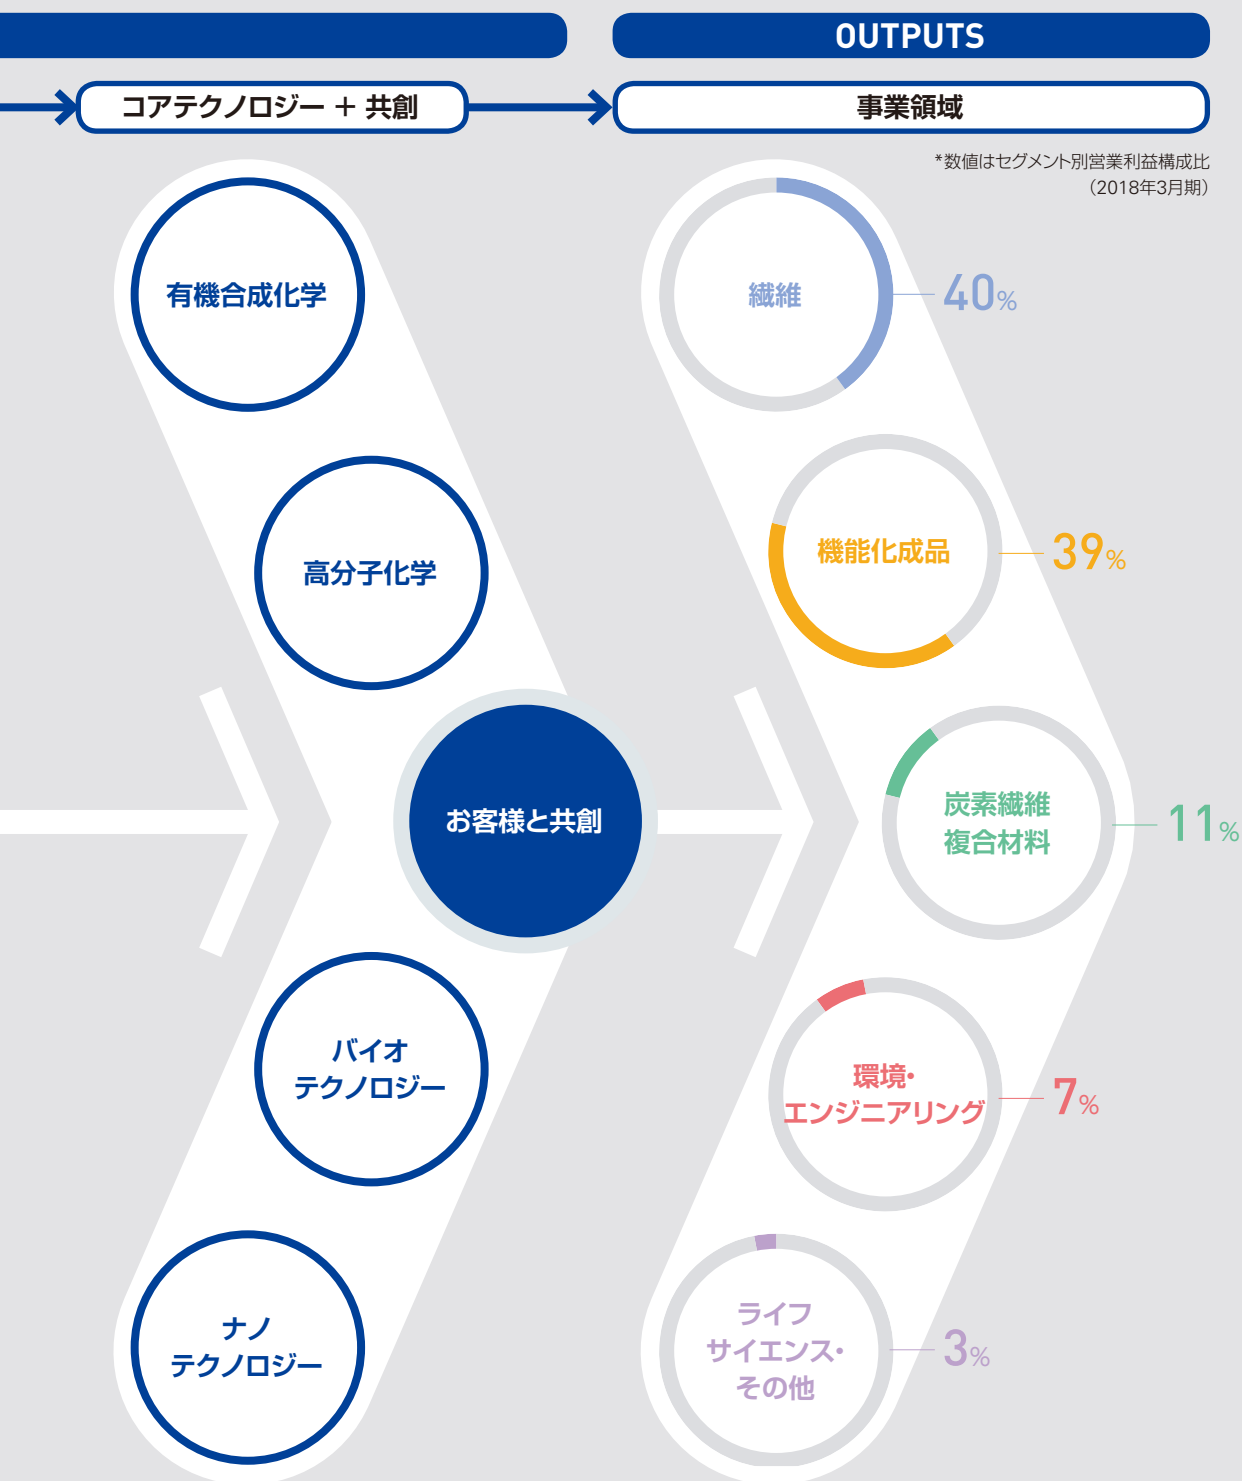 OUTPUTS
コアテクノロジー + 共創
事業領域
*数値はセグメント別営業利益構成比
（2018年3月期）
有機合成化学
高分子化学
お客様と共創
バイオ
テクノロジー
ナノ
テクノロジー
繊維
40%
機能化成品
39%
炭素繊維
複合材料
11%
環境・
エンジニアリング
7%
ライフ
サイエンス・
その他
3%